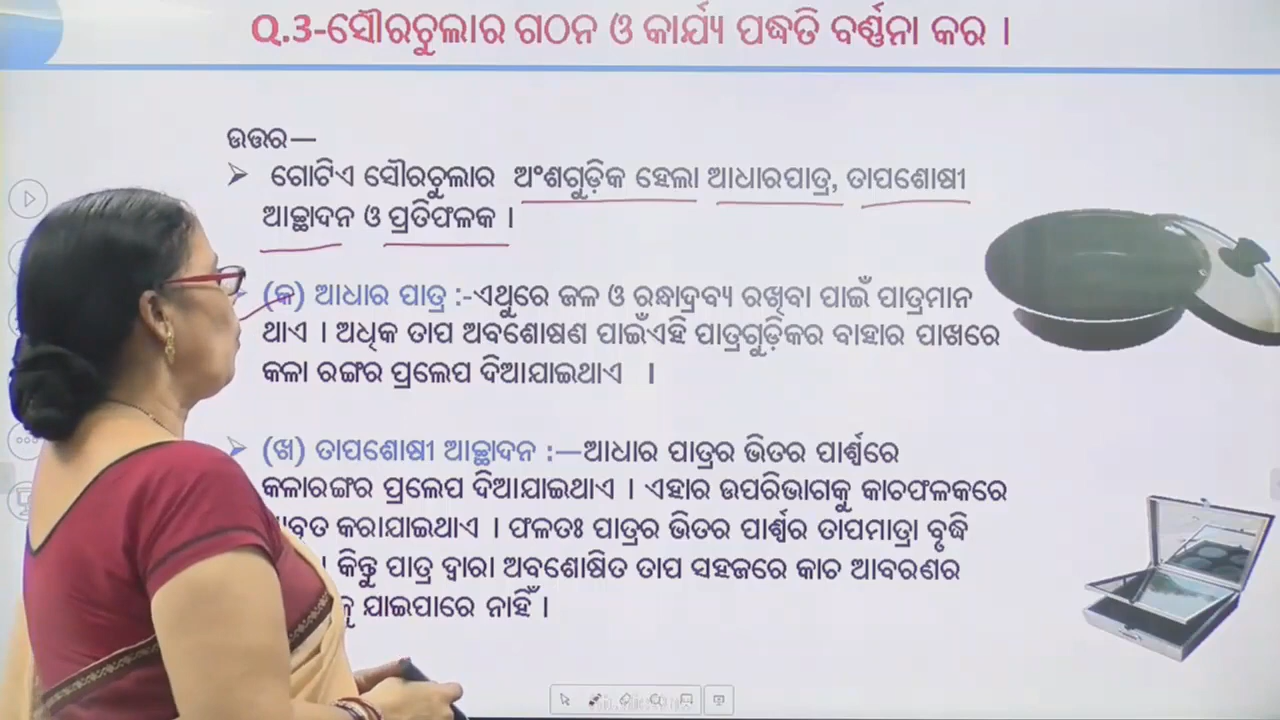 Q.3-ସୌରଚୁଲାର ଗଠନ ଓ କାର୍ଯ୍ୟ ପଦ୍ଧତି ବର୍ଣ୍ଣନା କର ।
ଉତ୍ତର—
➢ ଗୋଟିଏ ସୌରଚୁଲାର ଅଂଶଗୁଡ଼ିକ ହେଲା ଆଧାରପାତ୍ର, ତାପଶୋଷୀ
ଆଚ୍ଛାଦନ ଓ ପ୍ରତିଫଳକ ।
(କ) ଆଧାର ପାତ୍ର :-ଏଥୁରେ ଜଳ ଓ ରନ୍ଧାଦ୍ରବ୍ୟ ରଖିବା ପାଇଁ ପାତ୍ରମାନ
ଥାଏ । ଅଧିକ ତାପ ଅବଶୋଷଣ ପାଇଁଏହି ପାତ୍ରଗୁଡ଼ିକର ବାହାର ପାଖରେ
କଳା ରଙ୍ଗର ପ୍ରଲେପ ଦିଆଯାଇଥାଏ ।
(ଖ) ତାପଶୋଷୀ ଆଚ୍ଛାଦନ :—ଆଧାର ପାତ୍ରର ଭିତର ପାର୍ଶ୍ଵରେ
କଳାରଙ୍ଗର ପ୍ରଲେପ ଦିଆଯାଇଥାଏ । ଏହାର ଉପରିଭାଗକୁ କାଚଫଳକରେ
କରାଯାଇଥାଏ । ଫଳତଃ ପାତ୍ରର ଭିତର ପାର୍ଶ୍ଵର ତାପମାତ୍ରା ବୃଦ୍ଧି
। କିନ୍ତୁ ପାତ୍ର ଦ୍ୱାରା ଅବଶୋଷିତ ତାପ ସହଜରେ କାଚ ଆବରଣର
ଯାଇପାରେ ନାହିଁ ।